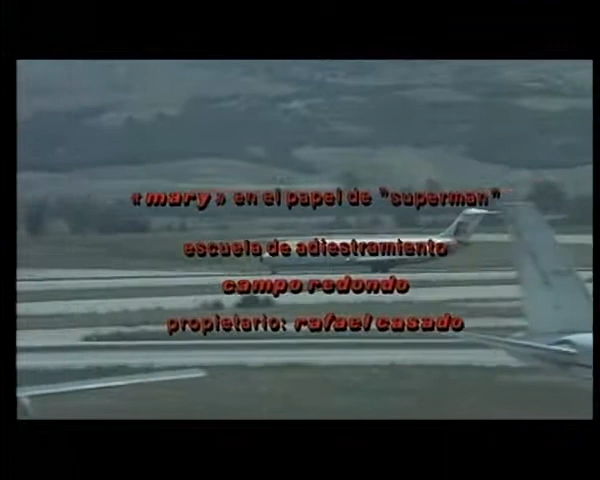 «mary» en el papel de "superman"
escuela de adiestramiento
campo redondo
propietario: rafael casado